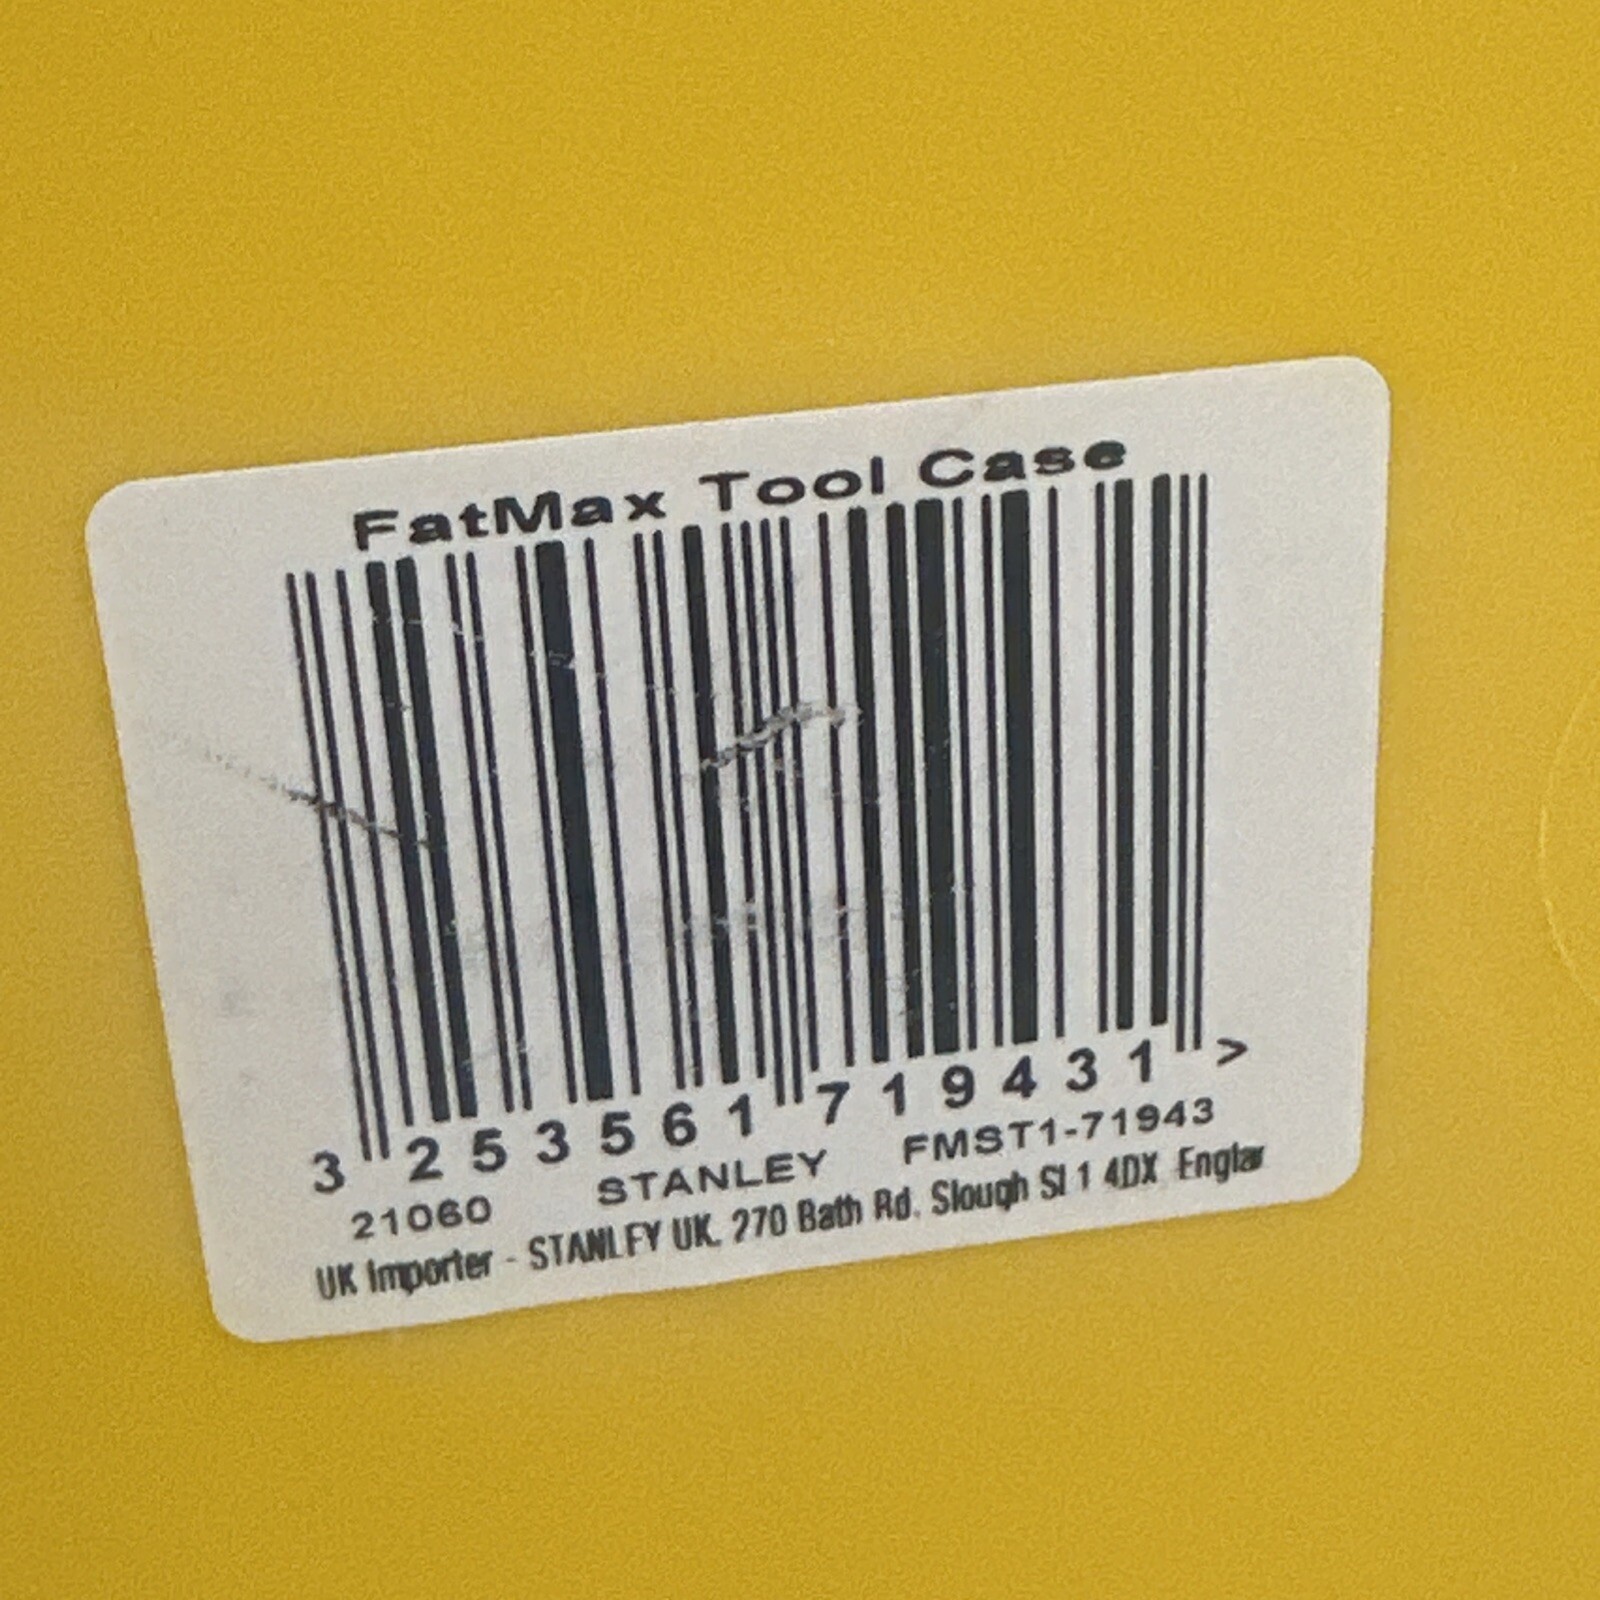 FatMax Tool Case
3 253561 719431 >
21060 STANLEY FMST1-71943
UK Importer - STANLEY UK, 270 Bath Rd, Slough Sl 1 4DX